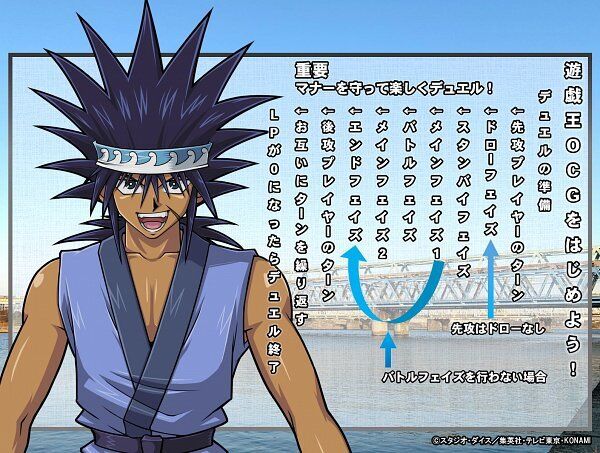 遊戯王OCGをはじめよう!
デュエルの準備
←先攻プレイヤーのターン
←ドローフェイズ
←スタンバイフェイズ
←メインフェイズ1
←バトルフェイズ
←メインフェイズ2
←エンドフェイズ
←後攻プレイヤーのターン
←お互いにターンを繰り返す
LPが0になったらデュエル終了
重要
マナーを守って楽しくデュエル!
先攻はドローなし
バトルフェイズを行わない場合
©スタジオ・ダイス/集英社・テレビ東京・KONAMI